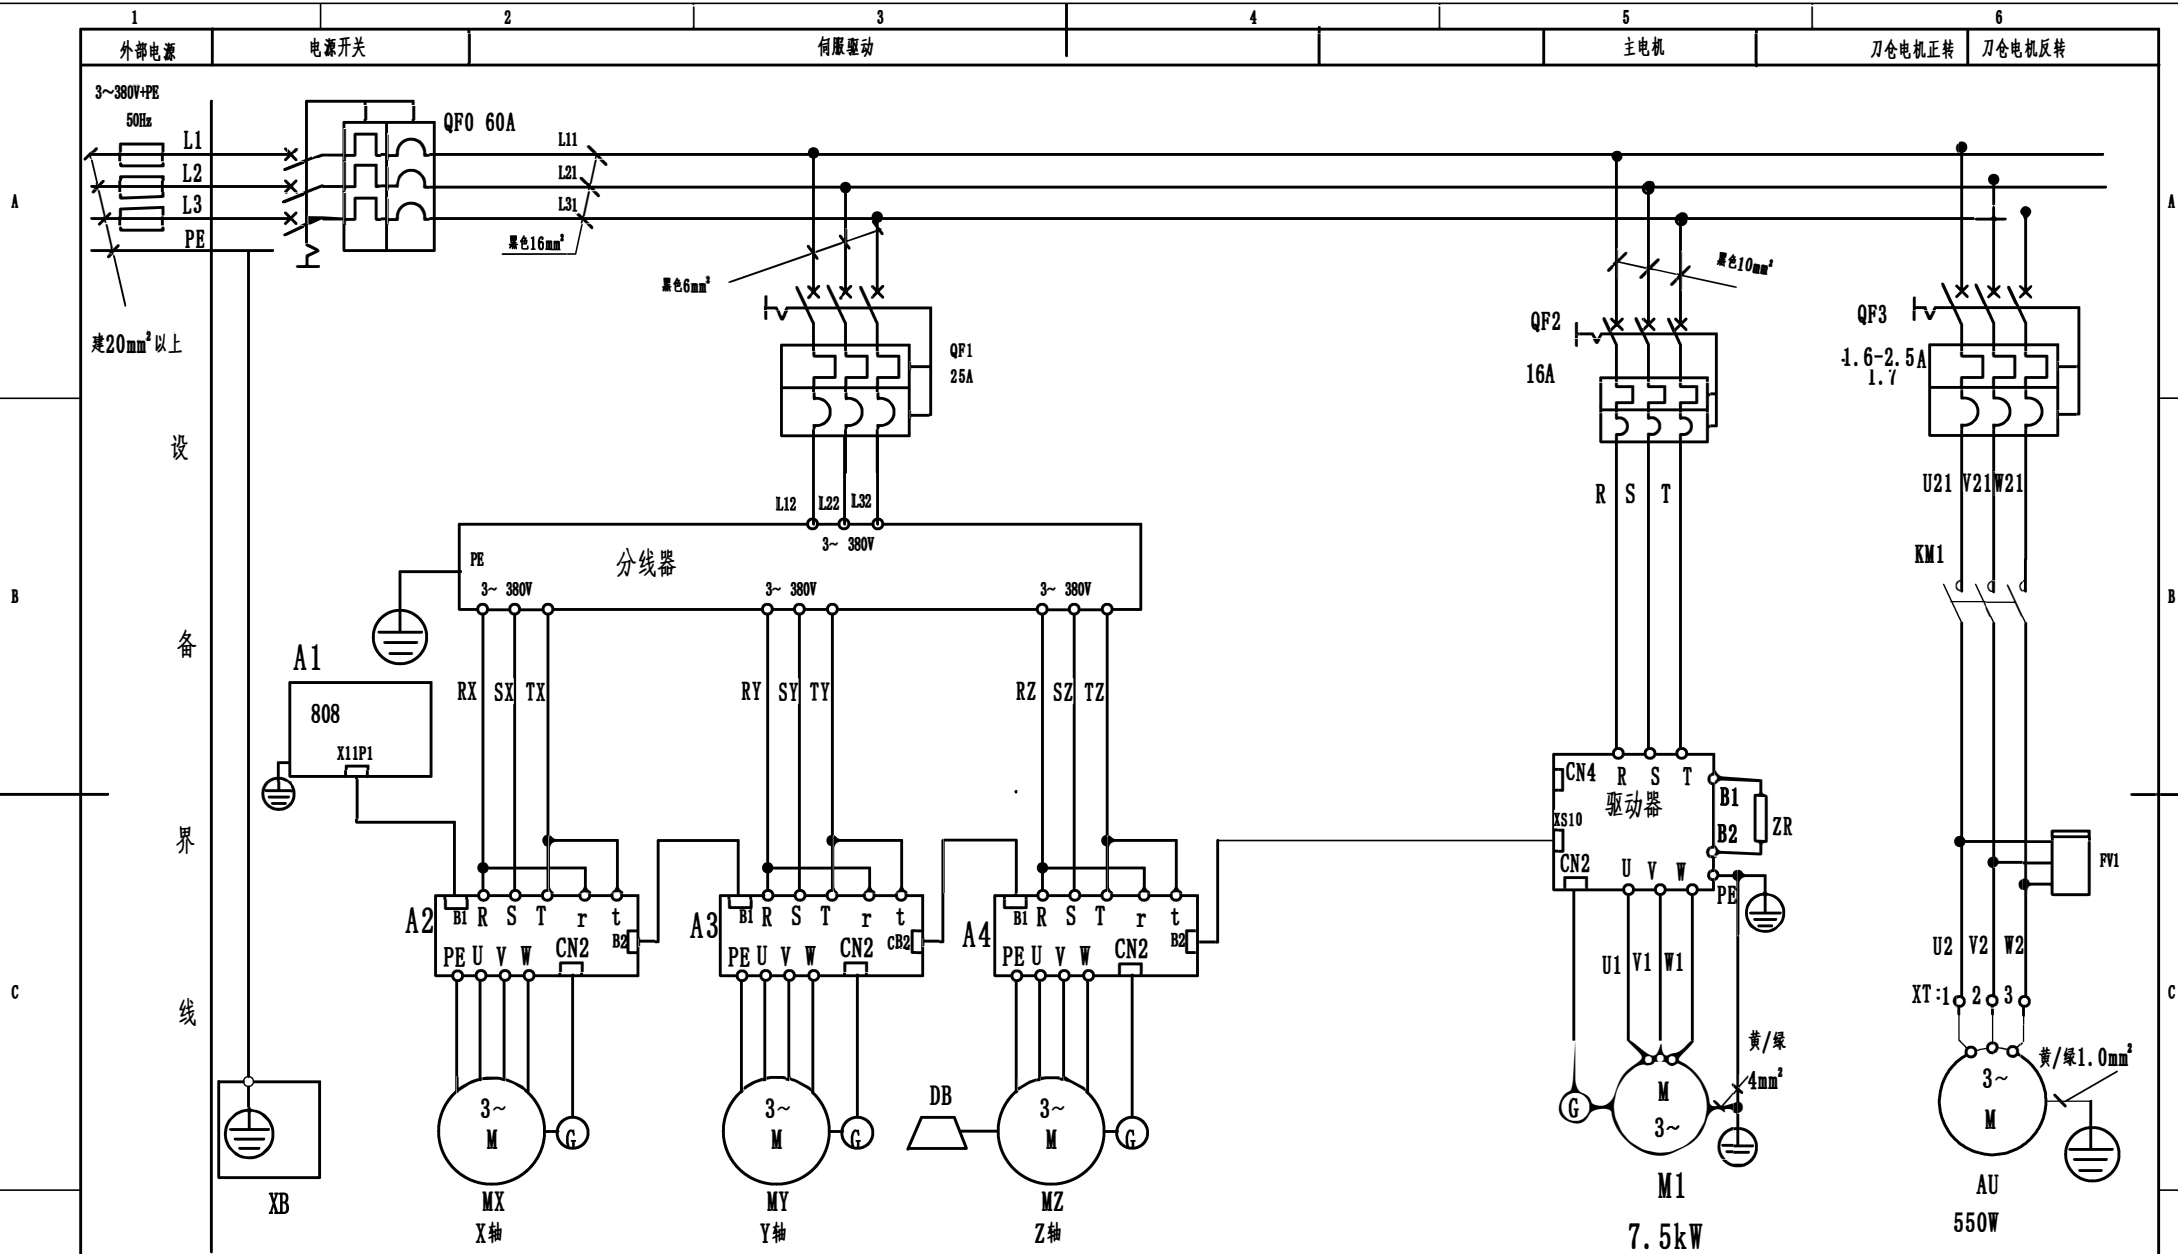 1 2 3 4 5 6
外部电源 电源开关 伺服驱动 主电机 刀仓电机正转 刀仓电机反转
3~380V+PE
50Hz
QF0 60A
L1
L2
L3
PE
L11
L21
L31
A
A
黑色16mm²
黑色6mm²
黑色10mm²
建20mm²以上
QF1
25A
QF2
16A
QF3
1.6-2.5A
1.7
设
备
界
线
L12 L22 L32
R S T
U21 V21 W21
3~ 380V
PE
分线器
3~ 380V 3~ 380V 3~ 380V
KM1
B
B
A1
808
X11P1
RX SX TX
RY SY TY
RZ SZ TZ
CN4 R S T
驱动器
XS10
CN2
U V W
B1
B2
ZR
PE
FV1
A2
B1 R S T r t
B2
PE U V W CN2
A3
B1 R S T r t
CB2
PE U V W CN2
A4
B1 R S T r t
B2
PE U V W CN2
U1 V1 W1
U2 V2 W2
C
C
XT:1 2 3
黄/绿
4mm²
黄/绿1.0mm²
3~
M
G
3~
M
G
DB
3~
M
G
G
M
3~
3~
M
XB
MX
X轴
MY
Y轴
MZ
Z轴
M1
7.5kW
AU
550W